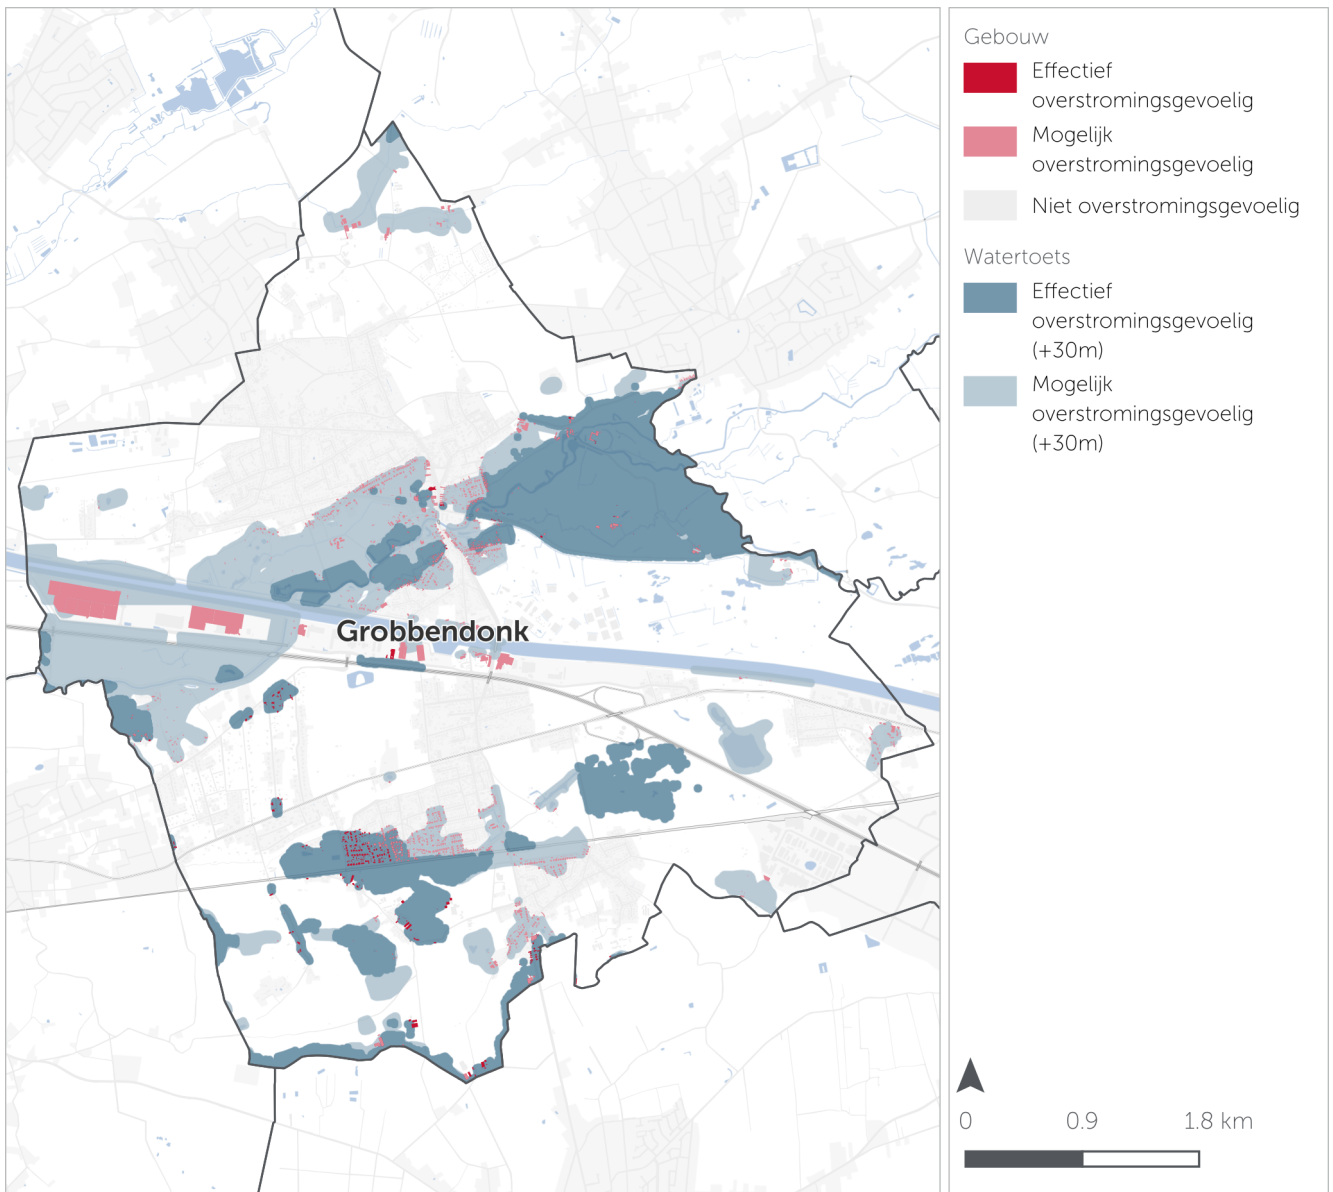 Grobbendonk
Gebouw
Effectief
overstromingsgevoelig
Mogelijk
overstromingsgevoelig
Niet overstromingsgevoelig
Watertoets
Effectief
overstromingsgevoelig
(+30m)
Mogelijk
overstromingsgevoelig
(+30m)
0 0.9 1.8 km